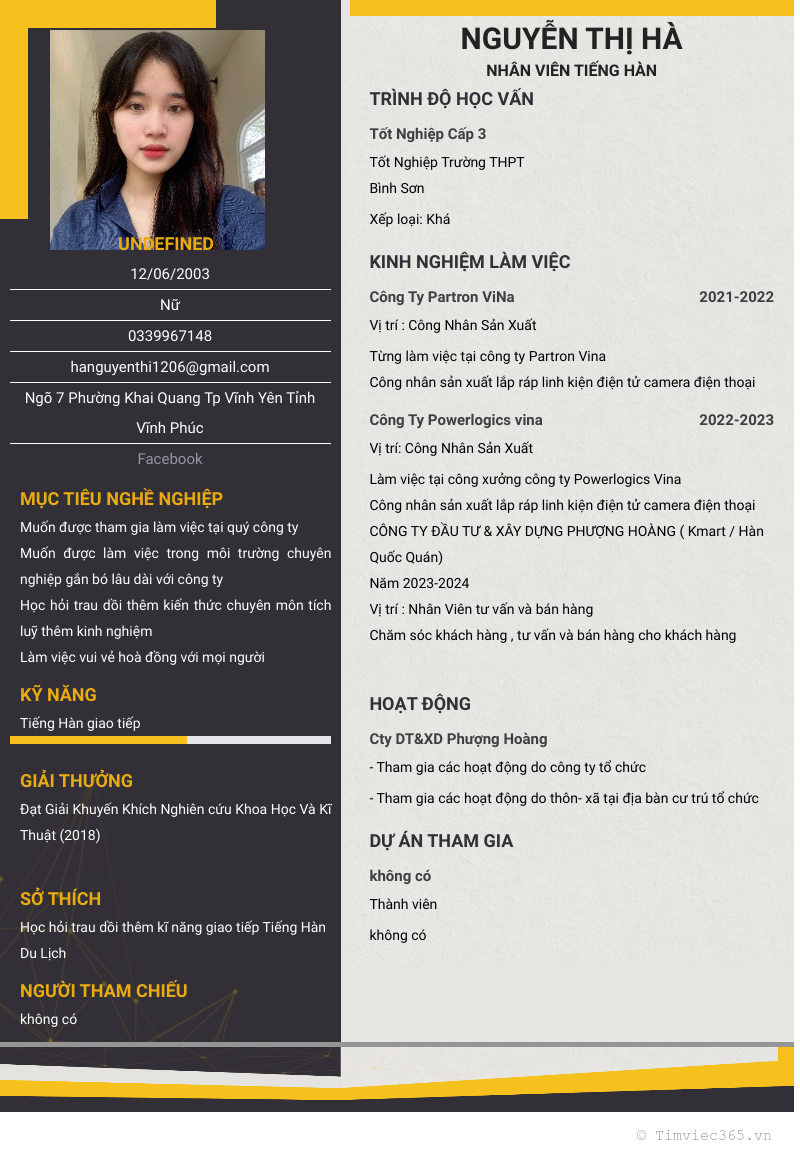 UNDEFINED
12/06/2003
Nữ
0339967148
hanguyenthi1206@gmail.com
Ngõ 7 Phường Khai Quang Tp Vĩnh Yên Tỉnh
Vĩnh Phúc
Facebook
MỤC TIÊU NGHỀ NGHIỆP
Muốn được tham gia làm việc tại quý công ty
Muốn được làm việc trong môi trường chuyên
nghiệp gắn bó lâu dài với công ty
Học hỏi trau dồi thêm kiến thức chuyên môn tích
luỹ thêm kinh nghiệm
Làm việc vui vẻ hoà đồng với mọi người
KỸ NĂNG
Tiếng Hàn giao tiếp
GIẢI THƯỞNG
Đạt Giải Khuyến Khích Nghiên cứu Khoa Học Và Kĩ
Thuật (2018)
SỞ THÍCH
Học hỏi trau dồi thêm kĩ năng giao tiếp Tiếng Hàn
Du Lịch
NGƯỜI THAM CHIẾU
không có
NGUYỄN THỊ HÀ
NHÂN VIÊN TIẾNG HÀN
TRÌNH ĐỘ HỌC VẤN
Tốt Nghiệp Cấp 3
Tốt Nghiệp Trường THPT
Bình Sơn
Xếp loại: Khá
KINH NGHIỆM LÀM VIỆC
Công Ty Partron ViNa 2021-2022
Vị trí : Công Nhân Sản Xuất
Từng làm việc tại công ty Partron Vina
Công nhân sản xuất lắp ráp linh kiện điện tử camera điện thoại
Công Ty Powerlogics vina 2022-2023
Vị trí: Công Nhân Sản Xuất
Làm việc tại công xưởng công ty Powerlogics Vina
Công nhân sản xuất lắp ráp linh kiện điện tử camera điện thoại
CÔNG TY ĐẦU TƯ & XÂY DỰNG PHƯỢNG HOÀNG ( Kmart / Hàn
Quốc Quán)
Năm 2023-2024
Vị trí : Nhân Viên tư vấn và bán hàng
Chăm sóc khách hàng , tư vấn và bán hàng cho khách hàng
HOẠT ĐỘNG
Cty DT&XD Phượng Hoàng
- Tham gia các hoạt động do công ty tổ chức
- Tham gia các hoạt động do thôn- xã tại địa bàn cư trú tổ chức
DỰ ÁN THAM GIA
không có
Thành viên
không có
© Timviec365.vn